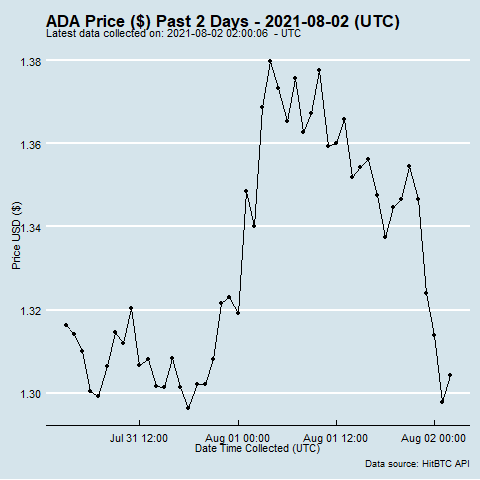 ADA Price ($) Past 2 Days - 2021-08-02 (UTC)
Latest data collected on: 2021-08-02 02:00:06 - UTC
1.38
1.36
1.34
1.32
1.30
Price USD ($)
Jul 31 12:00
Aug 01 00:00
Aug 01 12:00
Aug 02 00:00
Date Time Collected (UTC)
Data source: HitBTC API